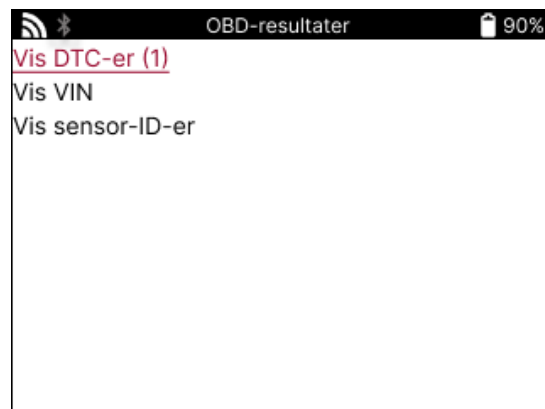 OBD-resultater 90%
Vis DTC-er (1)
Vis VIN
Vis sensor-ID-er